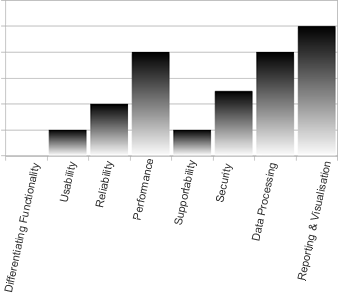 Differentiating Functionality
Usability
Reliability
Performance
Supportability
Security
Data Processing
Reporting & Visualisation